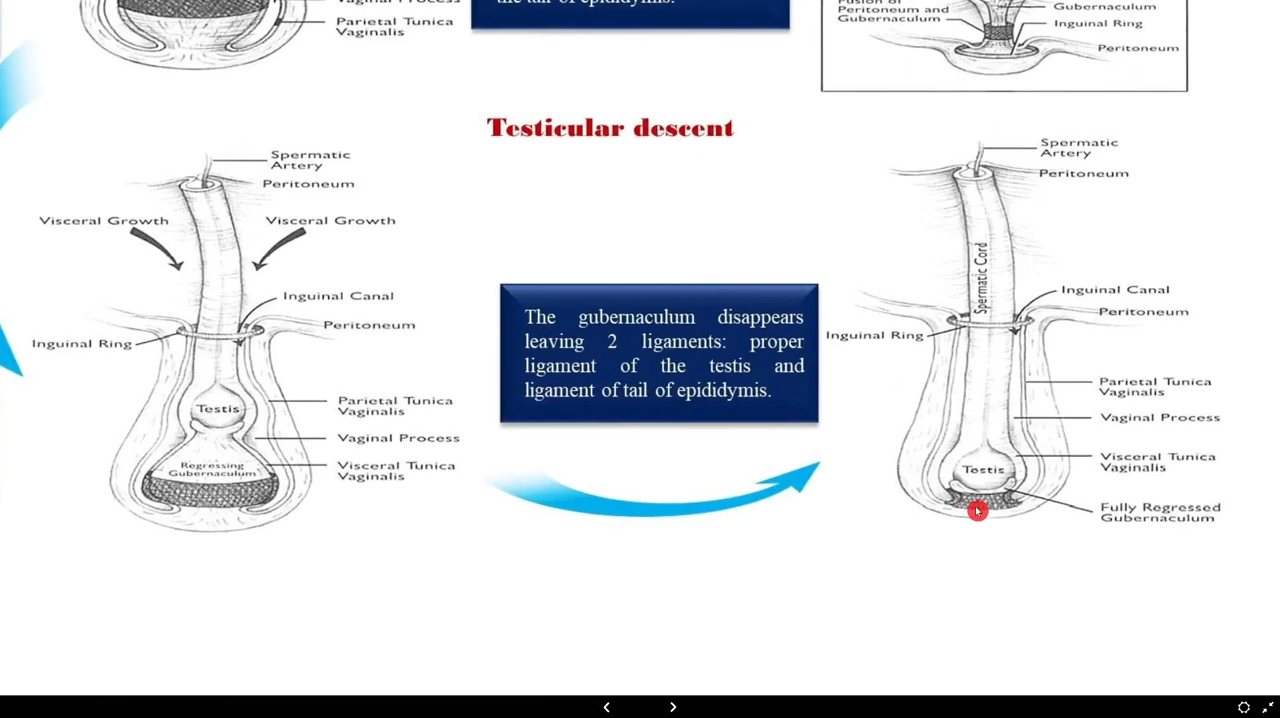 Parietal Tunica
Vaginalis
the tail of epididymis.
Peritoneum and
Gubernaculum
Gubernaculum
Inguinal Ring
Peritoneum
Testicular descent
Spermatic
Artery
Peritoneum
Visceral Growth
Visceral Growth
Inguinal Canal
Peritoneum
Inguinal Ring
Testis
Parietal Tunica
Vaginalis
Vaginal Process
Regressing
Gubernaculum
Visceral Tunica
Vaginalis
The gubernaculum disappears
leaving 2 ligaments: proper
ligament of the testis and
ligament of tail of epididymis.
Spermatic
Artery
Peritoneum
Spermatic Cord
Inguinal Canal
Peritoneum
Inguinal Ring
Parietal Tunica
Vaginalis
Vaginal Process
Visceral Tunica
Vaginalis
Testis
Fully Regressed
Gubernaculum